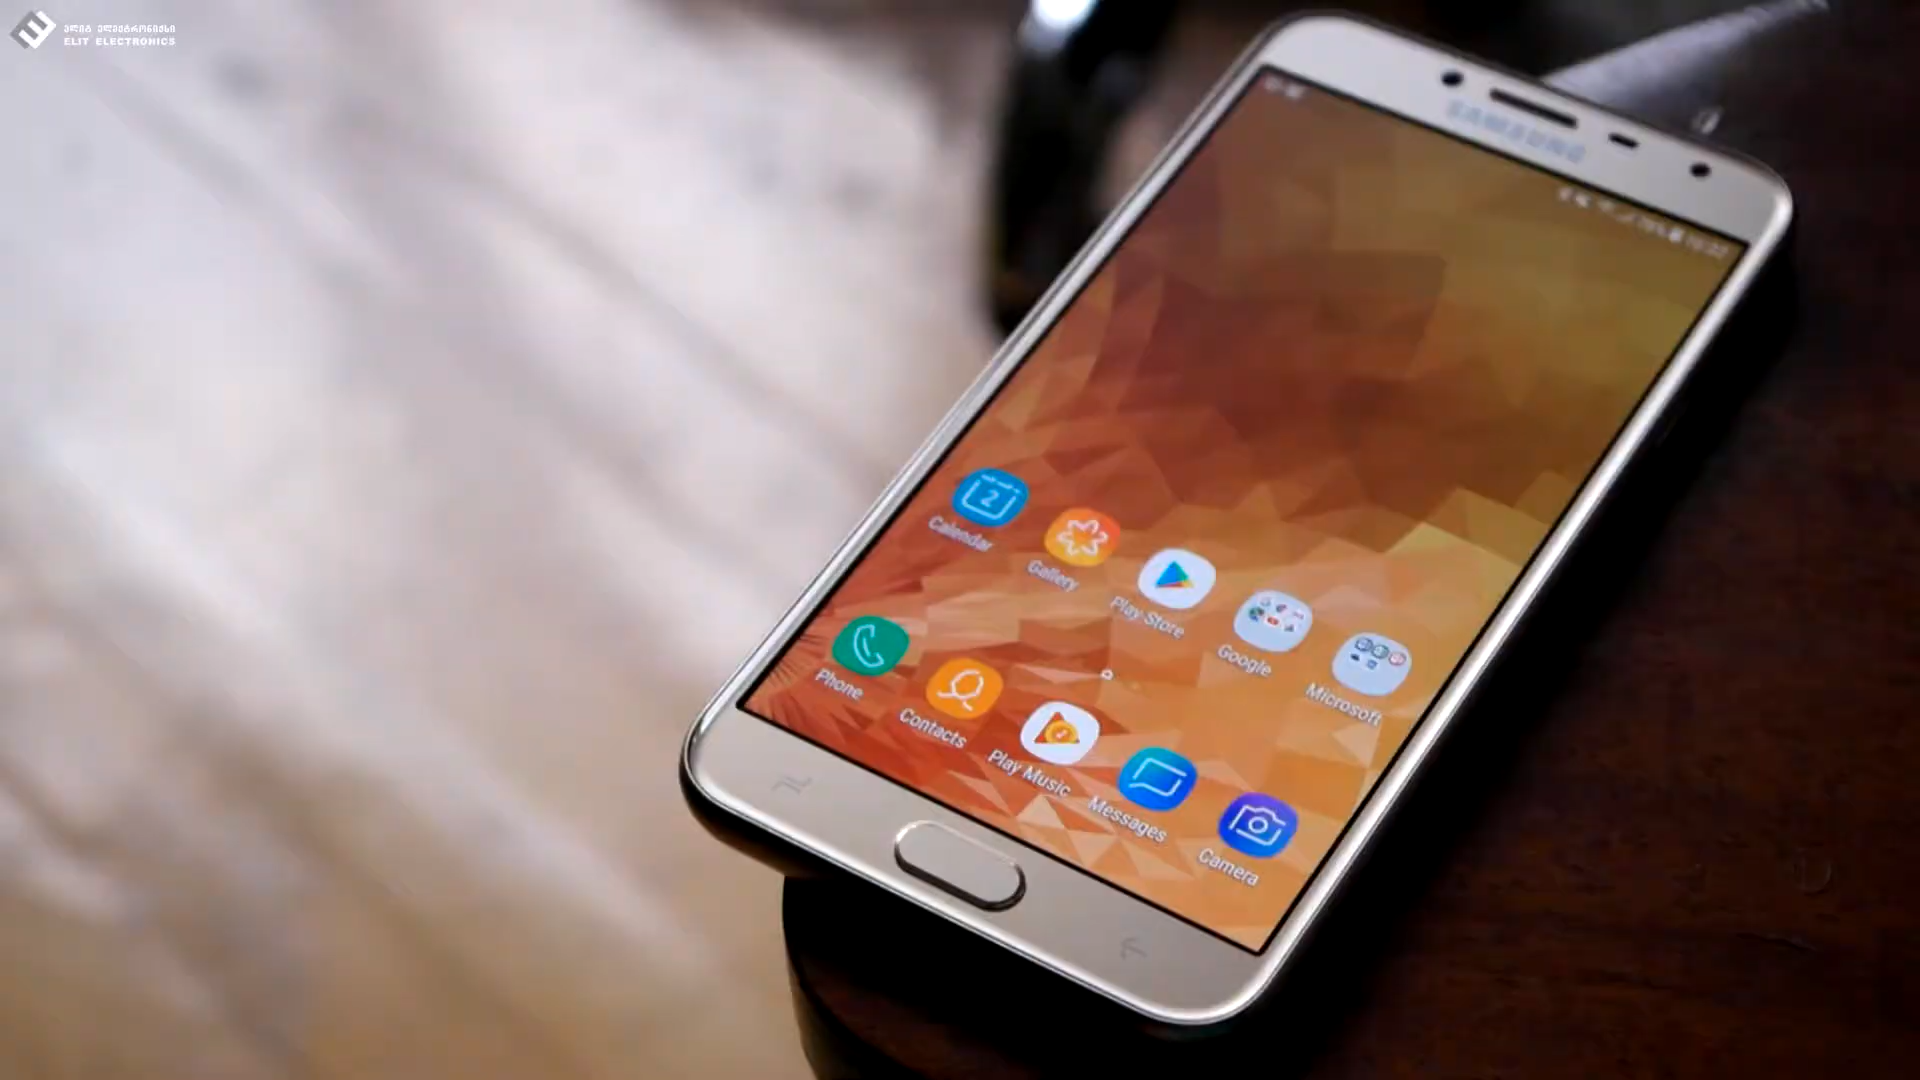 ელიტ ელექტრონიქსი
ELIT ELECTRONICS
SAMSUNG
2
Calendar
Gallery
Play Store
Google
Microsoft
Phone
Contacts
Play Music
Messages
Camera